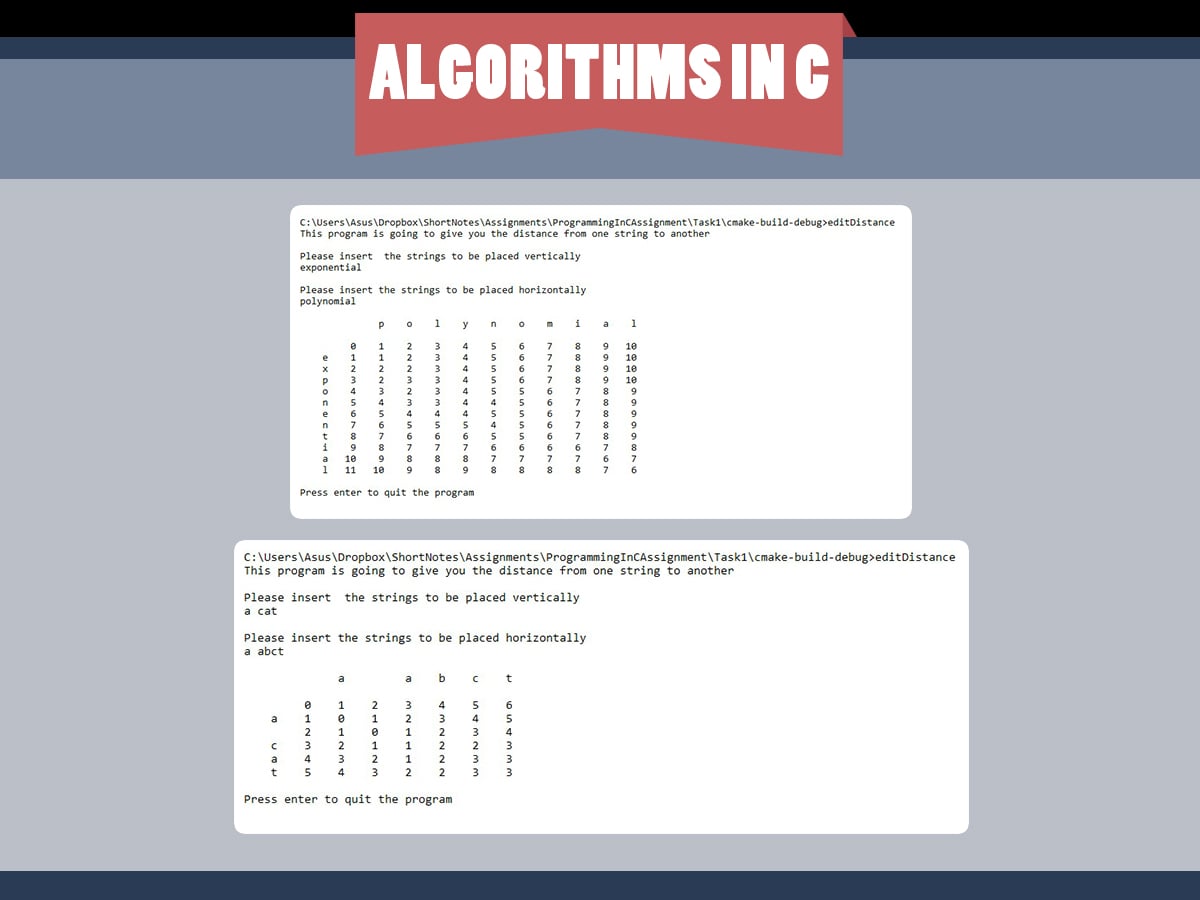 ALGORITHMS IN C
C:\Users\Asus\Dropbox\ShortNotes\Assignments\ProgrammingInCAssignment\Task1\cmake-build-debug>editDistance
This program is going to give you the distance from one string to another
Please insert  the strings to be placed vertically
exponential
Please insert the strings to be placed horizontally
polynomial
p o l y n o m i a l
0 1 2 3 4 5 6 7 8 9 10
e 1 1 2 3 4 5 6 7 8 9 10
x 2 2 2 3 4 5 6 7 8 9 10
p 3 2 3 3 4 5 6 7 8 9 10
o 4 3 2 3 4 5 5 6 7 8 9
n 5 4 3 3 4 4 5 6 7 8 9
e 6 5 4 4 4 5 5 6 7 8 9
n 7 6 5 5 5 4 5 6 7 8 9
t 8 7 6 6 6 5 5 6 7 8 9
i 9 8 7 7 7 6 6 6 6 7 8
a 10 9 8 8 8 7 7 7 7 6 7
l 11 10 9 8 9 8 8 8 8 7 6
Press enter to quit the program
C:\Users\Asus\Dropbox\ShortNotes\Assignments\ProgrammingInCAssignment\Task1\cmake-build-debug>editDistance
This program is going to give you the distance from one string to another
Please insert  the strings to be placed vertically
a cat
Please insert the strings to be placed horizontally
a abct
a   a b c t
0 1 2 3 4 5 6
a 1 0 1 2 3 4 5
2 1 0 1 2 3 4
c 3 2 1 1 2 2 3
a 4 3 2 1 2 3 3
t 5 4 3 2 2 3 3
Press enter to quit the program